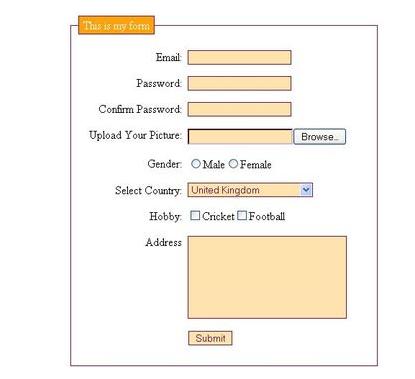 This is my form
Email:
Password:
Confirm Password:
Upload Your Picture: Browse..
Gender: Male Female
Select Country: United Kingdom
Hobby: Cricket Football
Address
Submit